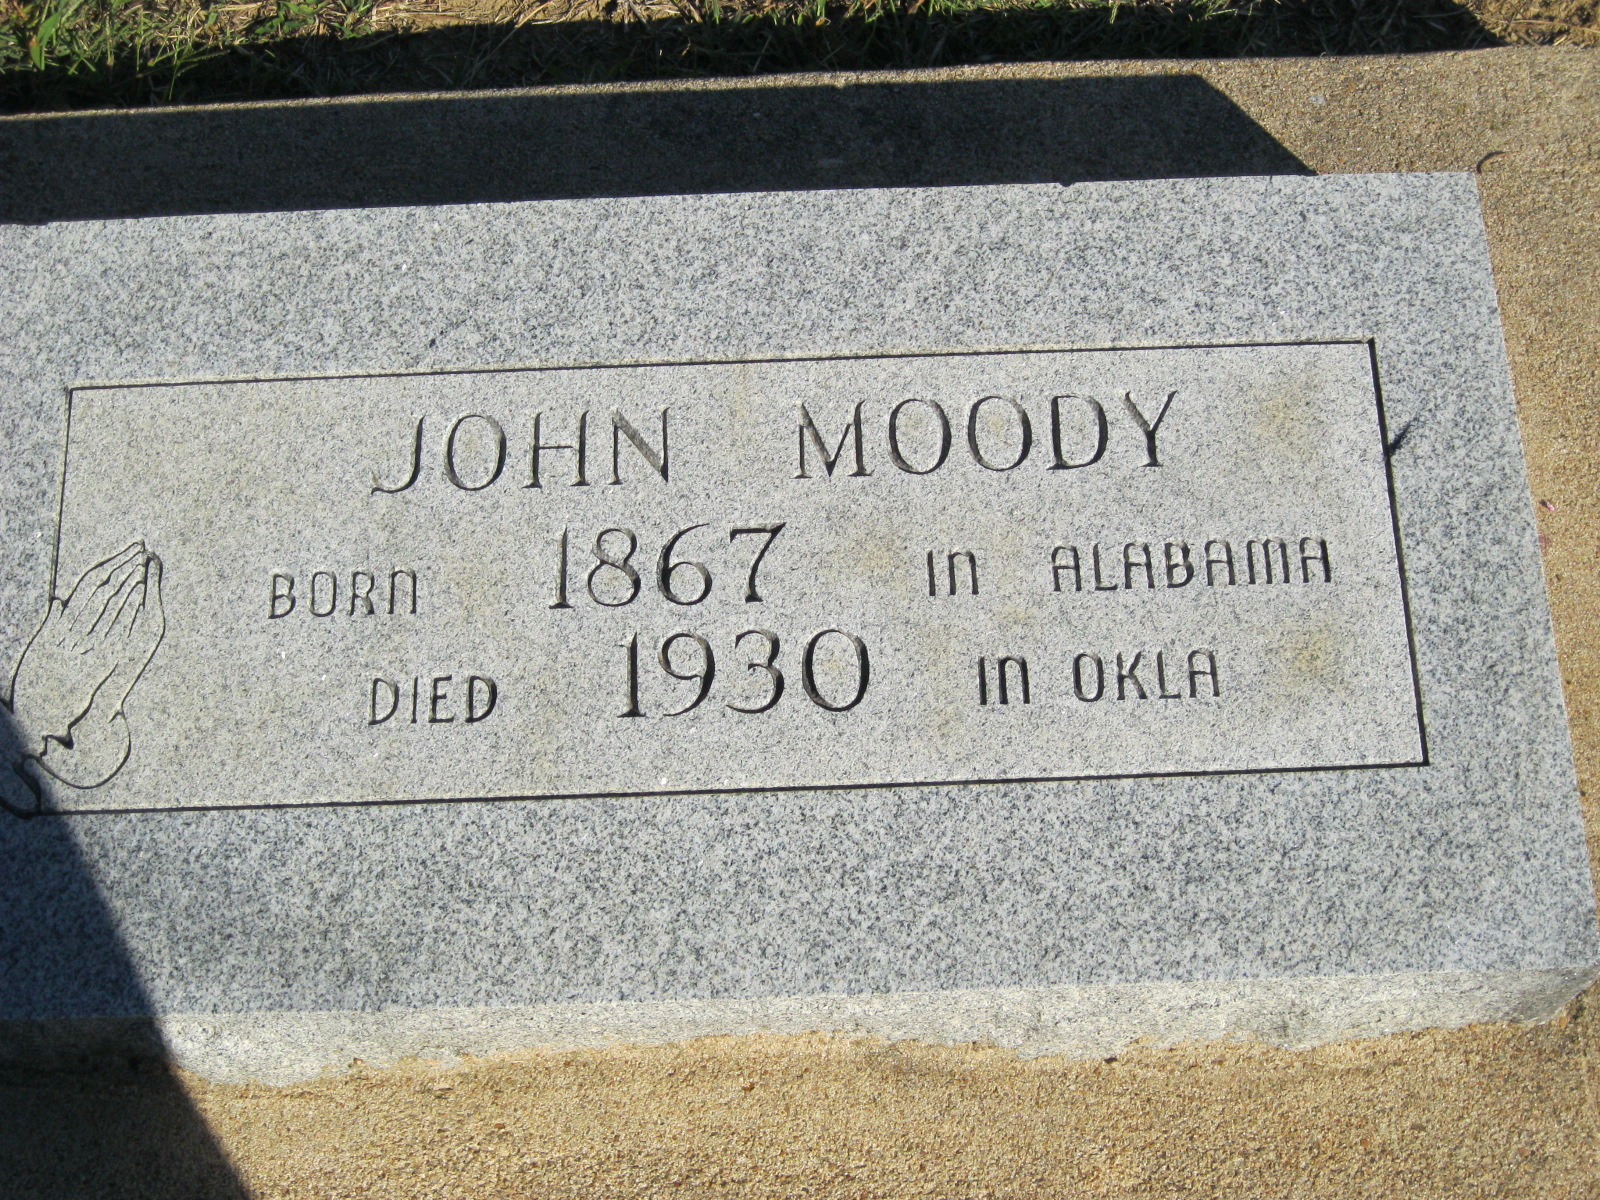 JOHN MOODY
BORN 1867 IN ALABAMA
DIED 1930 IN OKLA